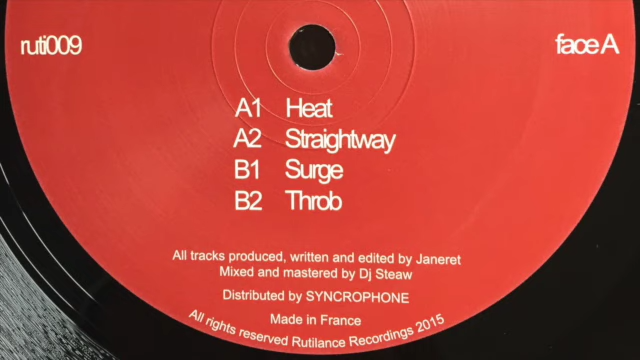 ruti009
face A
A1 Heat
A2 Straightway
B1 Surge
B2 Throb
All tracks produced, written and edited by Janeret
Mixed and mastered by Dj Steaw
Distributed by SYNCROPHONE
Made in France
All rights reserved Rutilance Recordings 2015